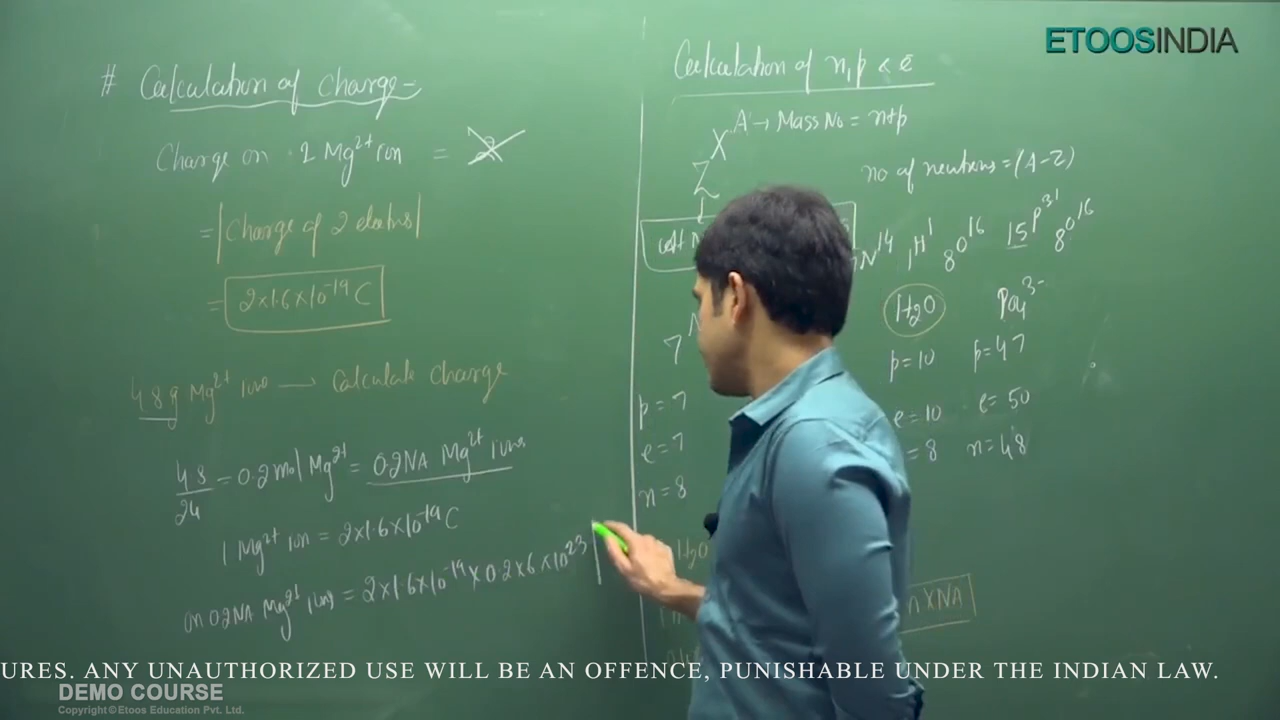 ETOOSINDIA
# Calculation of Charge-
Charge on 1 Mg²⁺ ion =
= |Charge of 2 electrons|
= 2×1.6×10⁻¹⁹ C
4.8g Mg²⁺ ions — Calculate Charge
4.8/24 = 0.2 mol Mg²⁺ = 0.2NA Mg²⁺ ions
1 Mg²⁺ ion = 2×1.6×10⁻¹⁹ C
on 0.2NA Mg²⁺ ions = 2×1.6×10⁻¹⁹×0.2×6×10²³
Calculation of n, p & e
X A → Mass No = n+p
Z
no of neutrons = (A-Z)
N¹⁴ 1H¹ 8O¹⁶ 15P³¹ 8O¹⁶
7N
H₂O PO₄³⁻
p=7 p=10 p=47
e=7 e=10 e=50
n=8 =8 n=48
H₂O
n×NA
URES. ANY UNAUTHORIZED USE WILL BE AN OFFENCE, PUNISHABLE UNDER THE INDIAN LAW.
DEMO COURSE
Copyright©Etoos Education Pvt. Ltd.